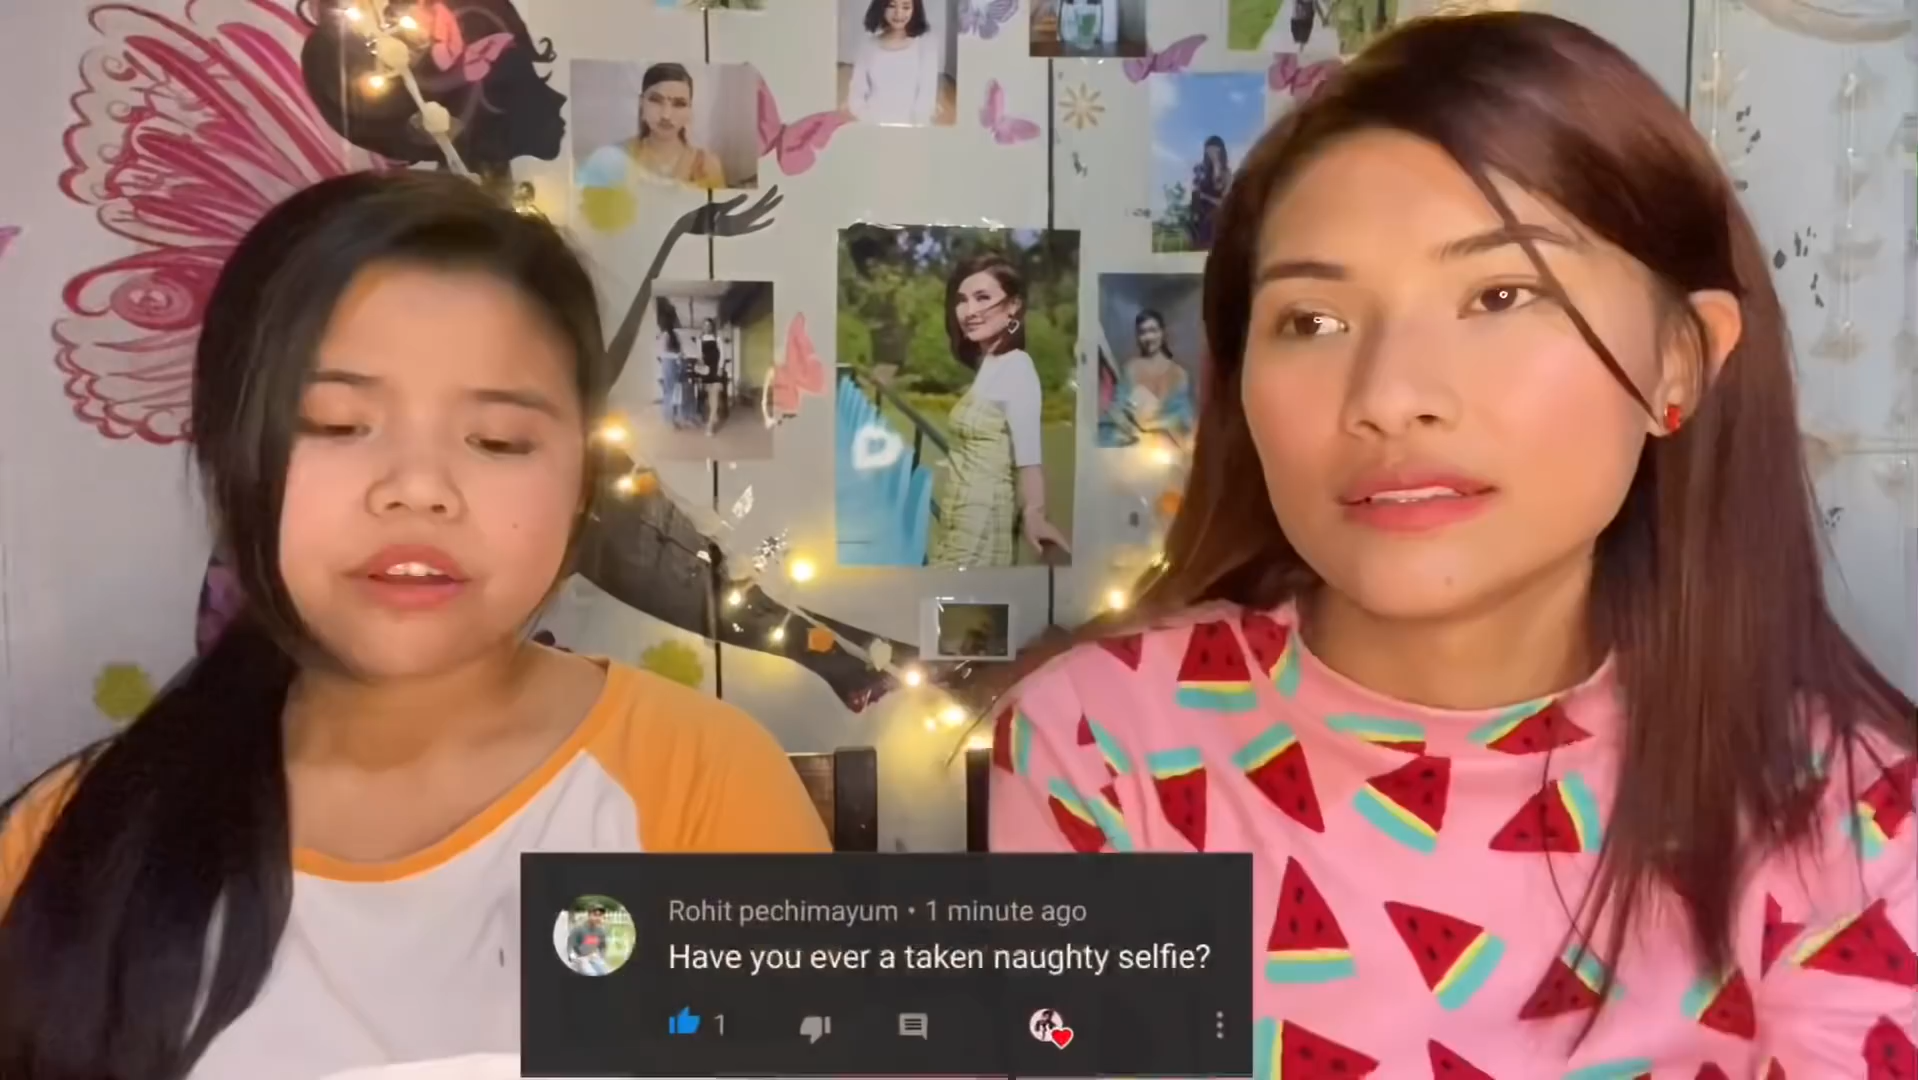 Rohit pechimayum • 1 minute ago
Have you ever a taken naughty selfie?
1